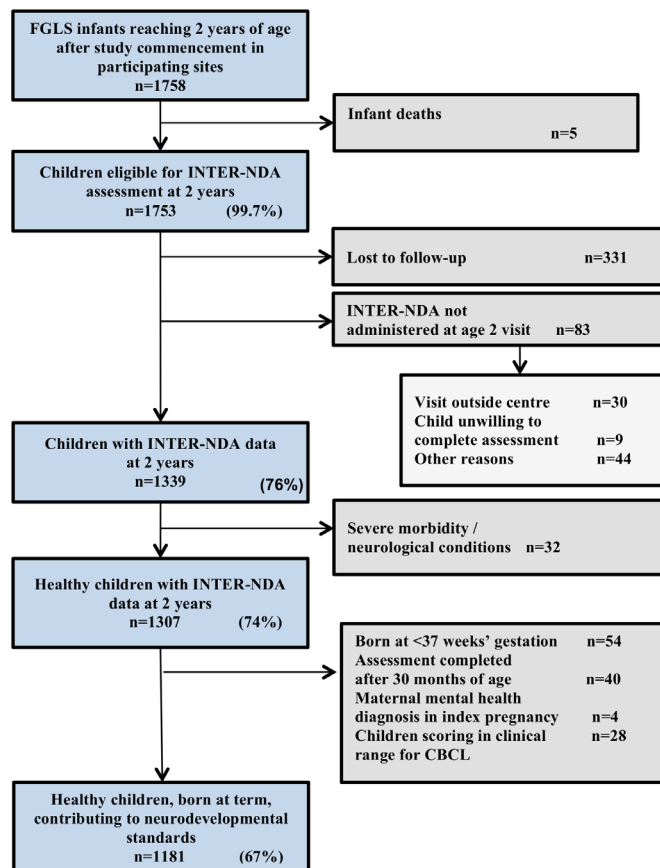 FGLS infants reaching 2 years of age
after study commencement in
participating sites
n=1758
Infant deaths
n=5
Children eligible for INTER-NDA
assessment at 2 years
n=1753 (99.7%)
Lost to follow-up n=331
INTER-NDA not
administered at age 2 visit n=83
Visit outside centre n=30
Child unwilling to
complete assessment n=9
Other reasons n=44
Children with INTER-NDA data
at 2 years
n=1339 (76%)
Severe morbidity /
neurological conditions n=32
Healthy children with INTER-NDA
data at 2 years
n=1307 (74%)
Born at <37 weeks’ gestation n=54
Assessment completed
after 30 months of age n=40
Maternal mental health
diagnosis in index pregnancy n=4
Children scoring in clinical n=28
range for CBCL
Healthy children, born at term,
contributing to neurodevelopmental
standards
n=1181 (67%)